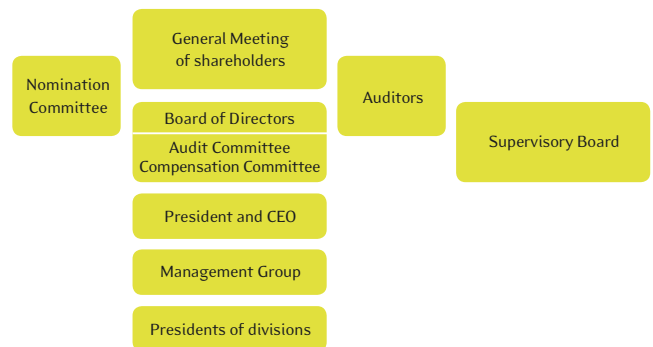 General Meeting
of shareholders
Nomination
Committee
Auditors
Board of Directors
Audit Committee
Compensation Committee
Supervisory Board
President and CEO
Management Group
Presidents of divisions